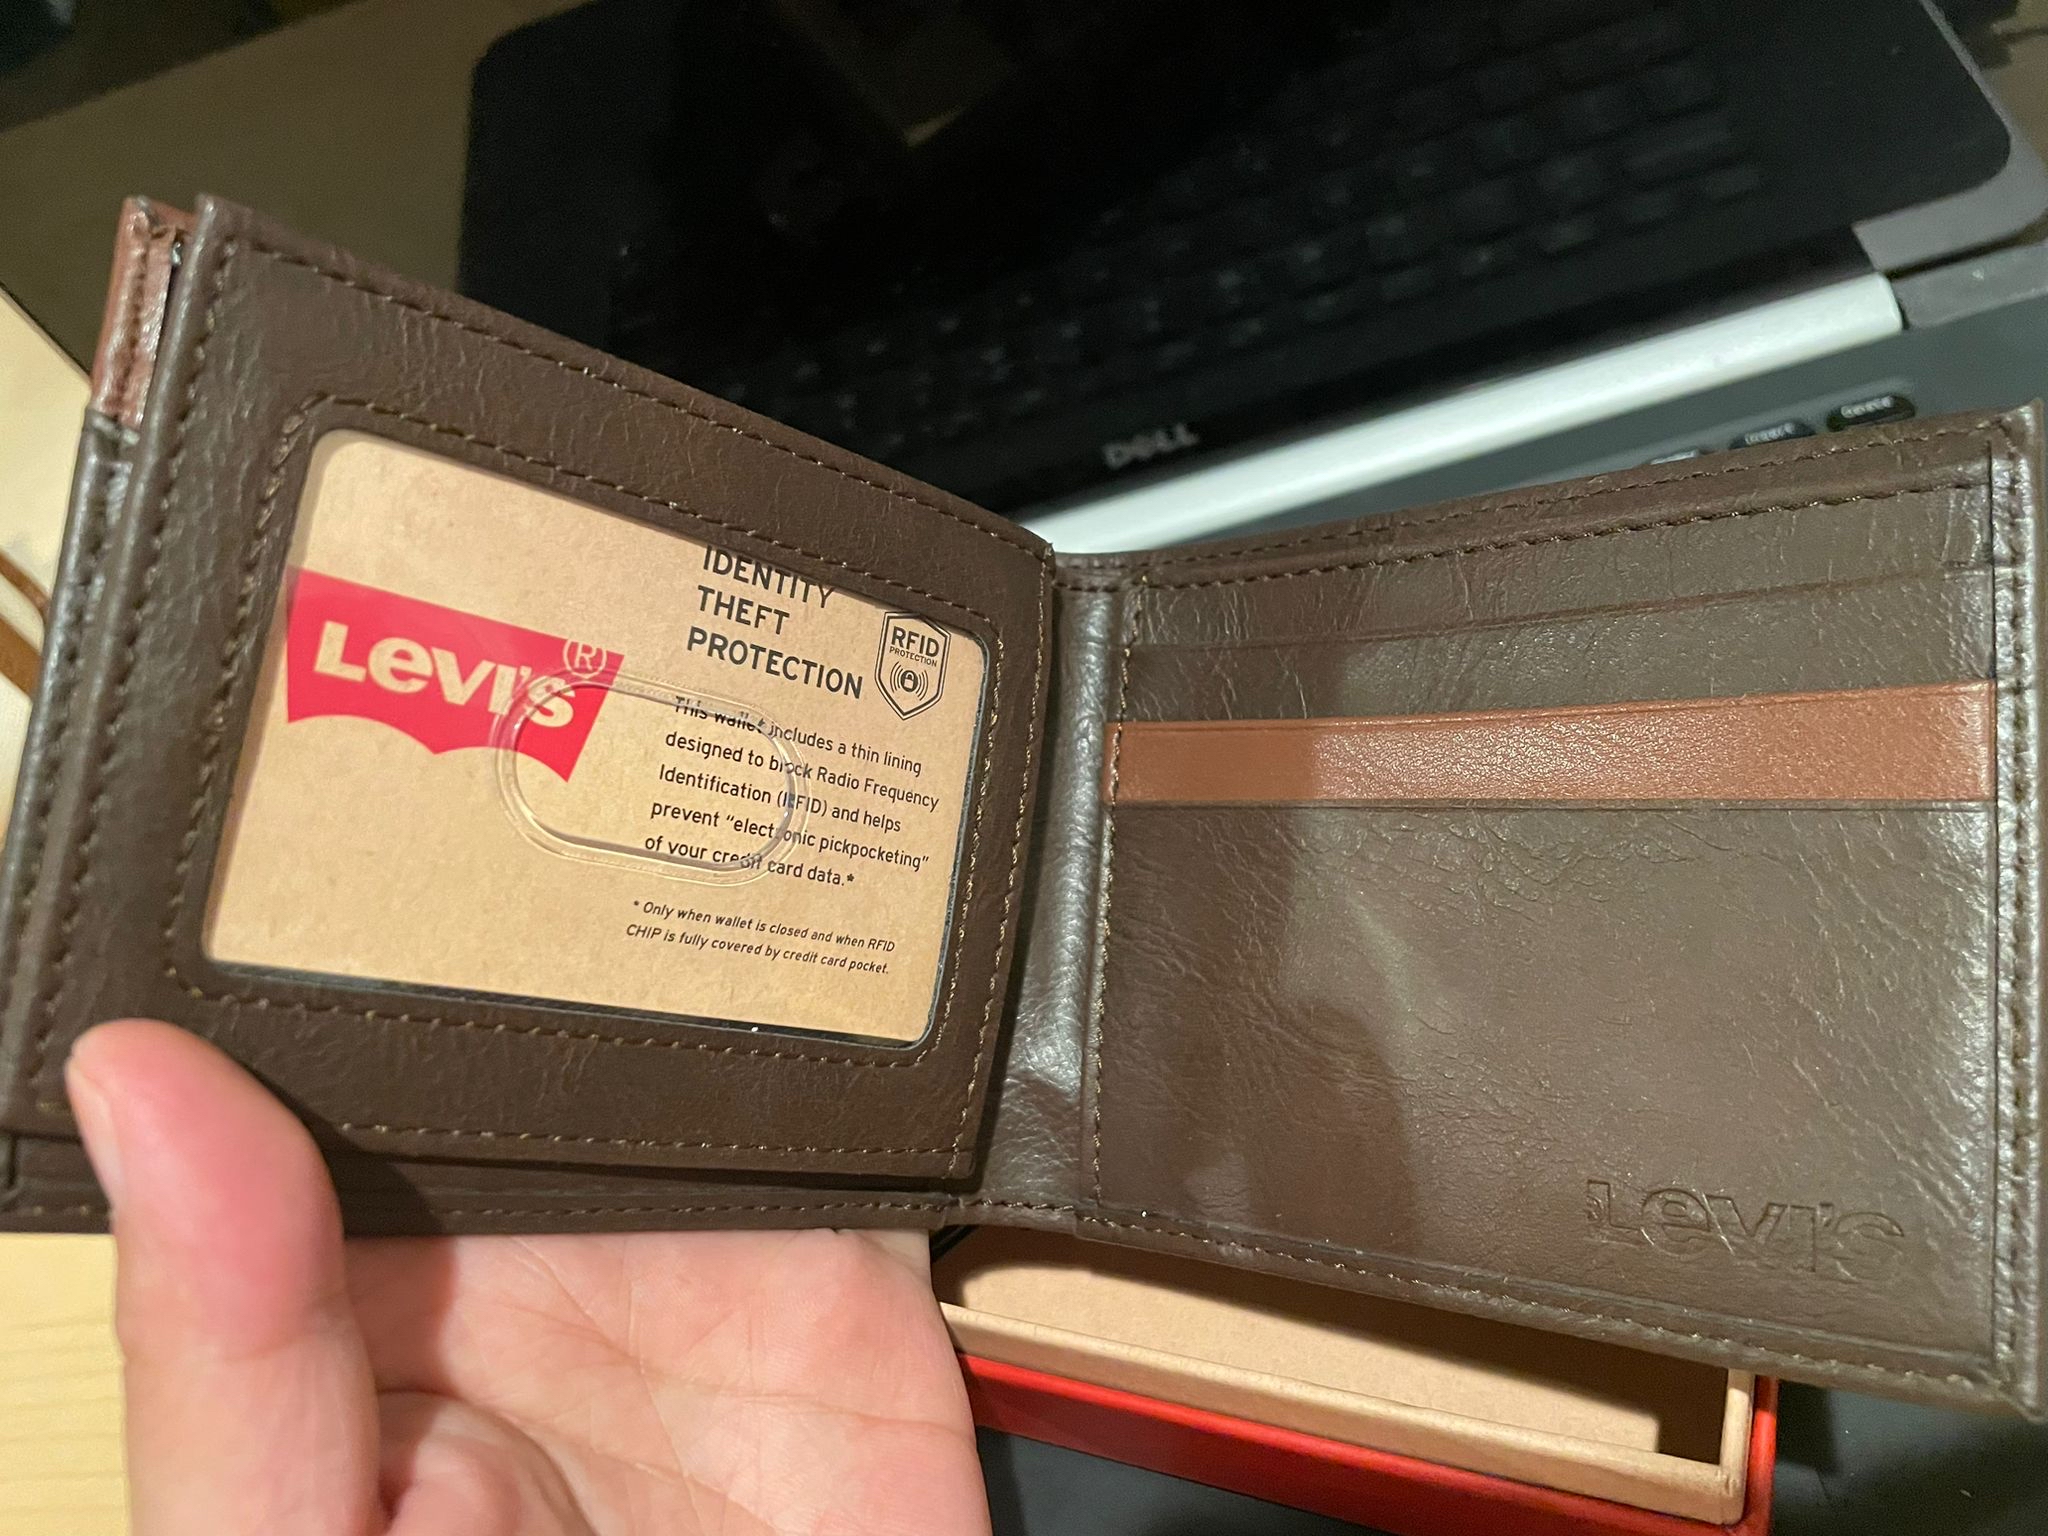 Levi's®
IDENTITY
THEFT
PROTECTION
RFID
PROTECTION
This wallet includes a thin lining
designed to block Radio Frequency
Identification (RFID) and helps
prevent "electronic pickpocketing"
of your credit card data.*
* Only when wallet is closed and when RFID
CHIP is fully covered by credit card pocket.
DELL
Levi's